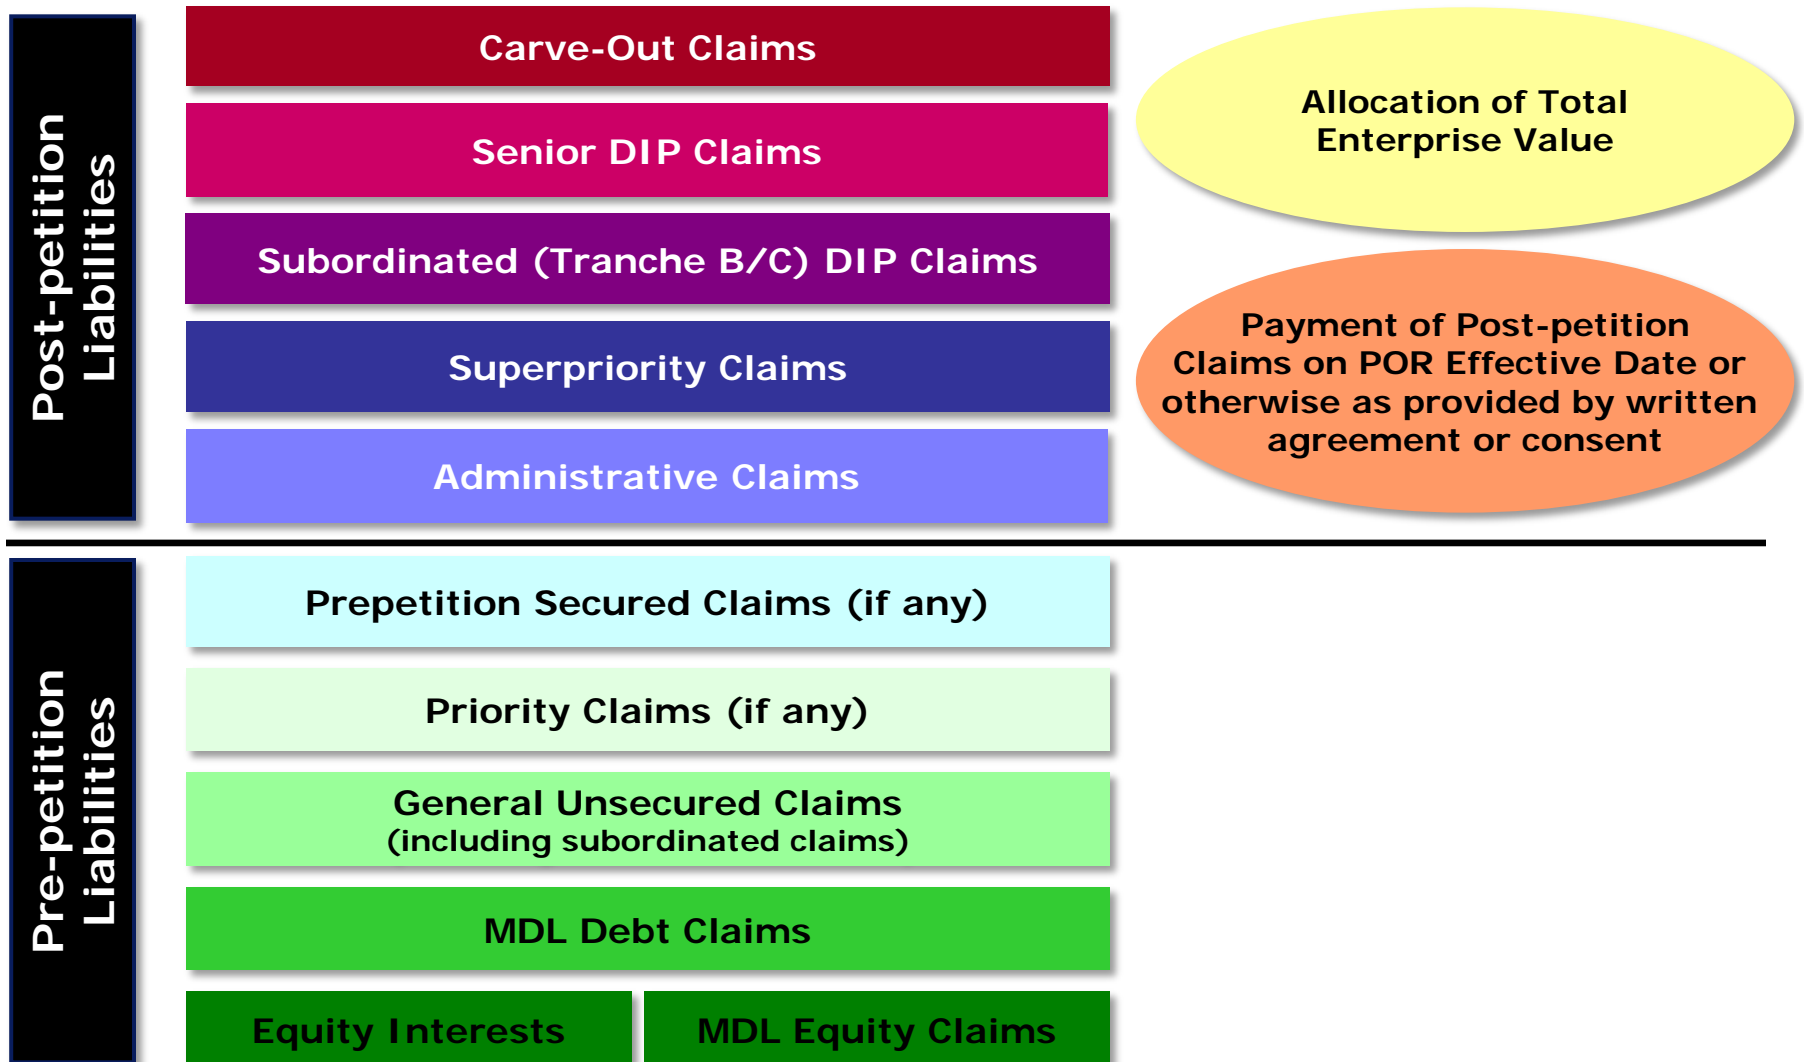 Post-petition
Liabilities
Carve-Out Claims
Senior DIP Claims
Subordinated (Tranche B/C) DIP Claims
Superpriority Claims
Administrative Claims
Allocation of Total
Enterprise Value
Payment of Post-petition
Claims on POR Effective Date or
otherwise as provided by written
agreement or consent
Pre-petition
Liabilities
Prepetition Secured Claims (if any)
Priority Claims (if any)
General Unsecured Claims
(including subordinated claims)
MDL Debt Claims
Equity Interests
MDL Equity Claims